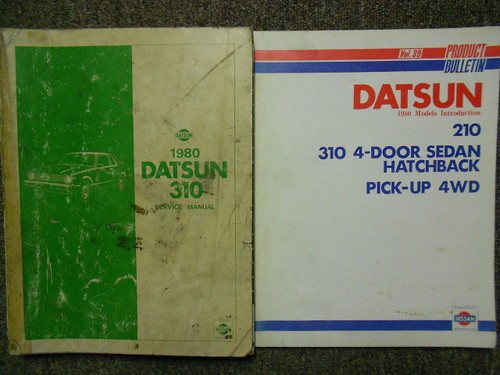 DATSUN
1980
DATSUN
310
SERVICE MANUAL
Vol. 39
PRODUCT
BULLETIN
DATSUN
1980 Models Introduction
210
310 4-DOOR SEDAN
HATCHBACK
PICK-UP 4WD
NISSAN